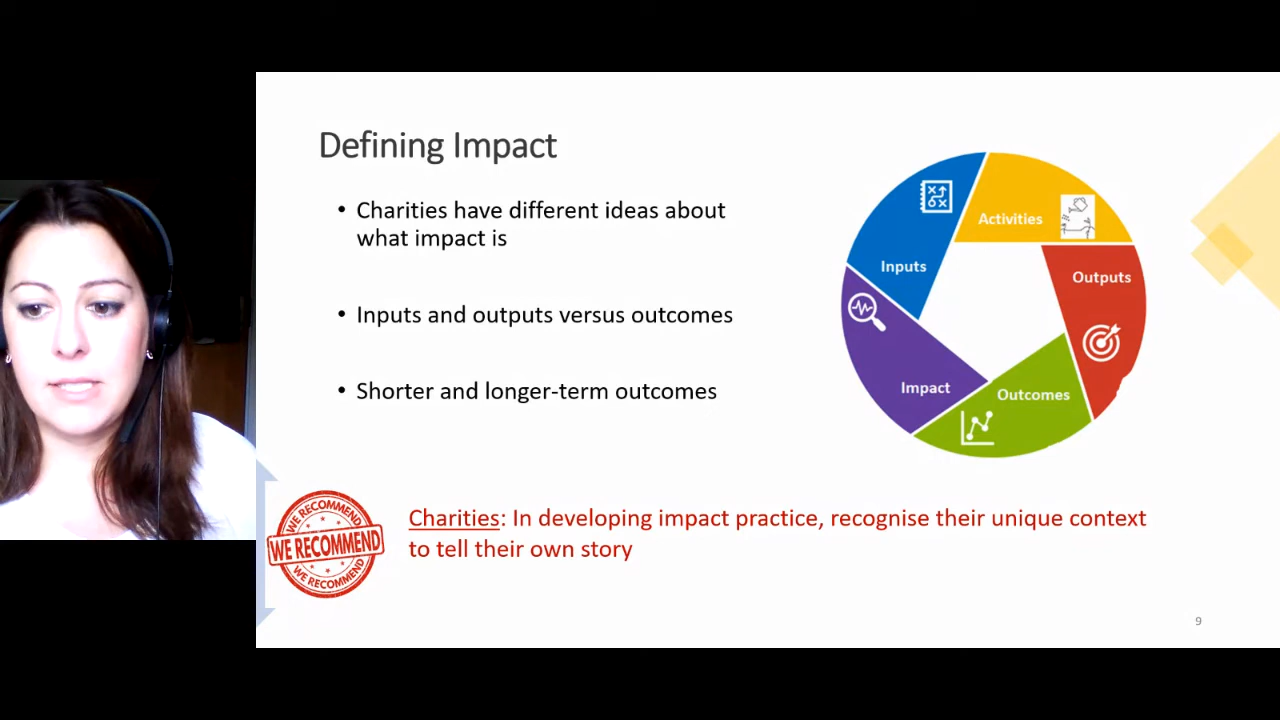 Defining Impact
• Charities have different ideas about
what impact is
• Inputs and outputs versus outcomes
• Shorter and longer-term outcomes
Activities
Inputs
Outputs
Impact
Outcomes
WE RECOMMEND
WE RECOMMEND
WE RECOMMEND
Charities: In developing impact practice, recognise their unique context
to tell their own story
9